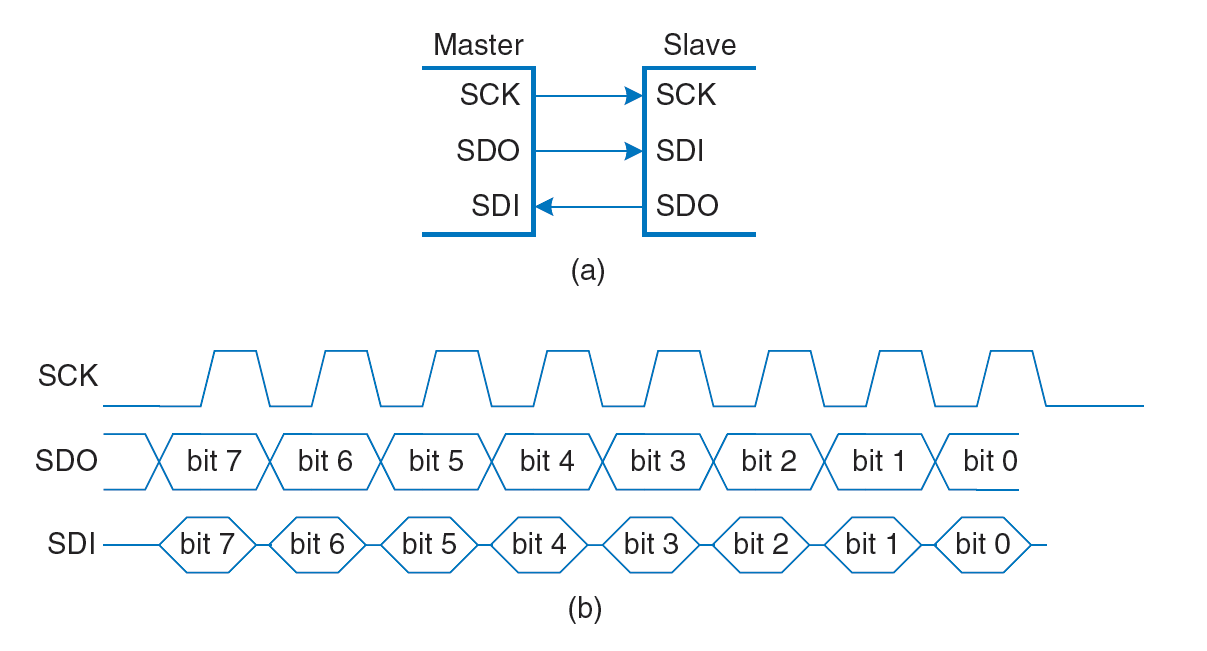 Master Slave
SCK SCK
SDO SDI
SDI SDO
(a)
SCK
SDO bit 7 bit 6 bit 5 bit 4 bit 3 bit 2 bit 1 bit 0
SDI bit 7 bit 6 bit 5 bit 4 bit 3 bit 2 bit 1 bit 0
(b)